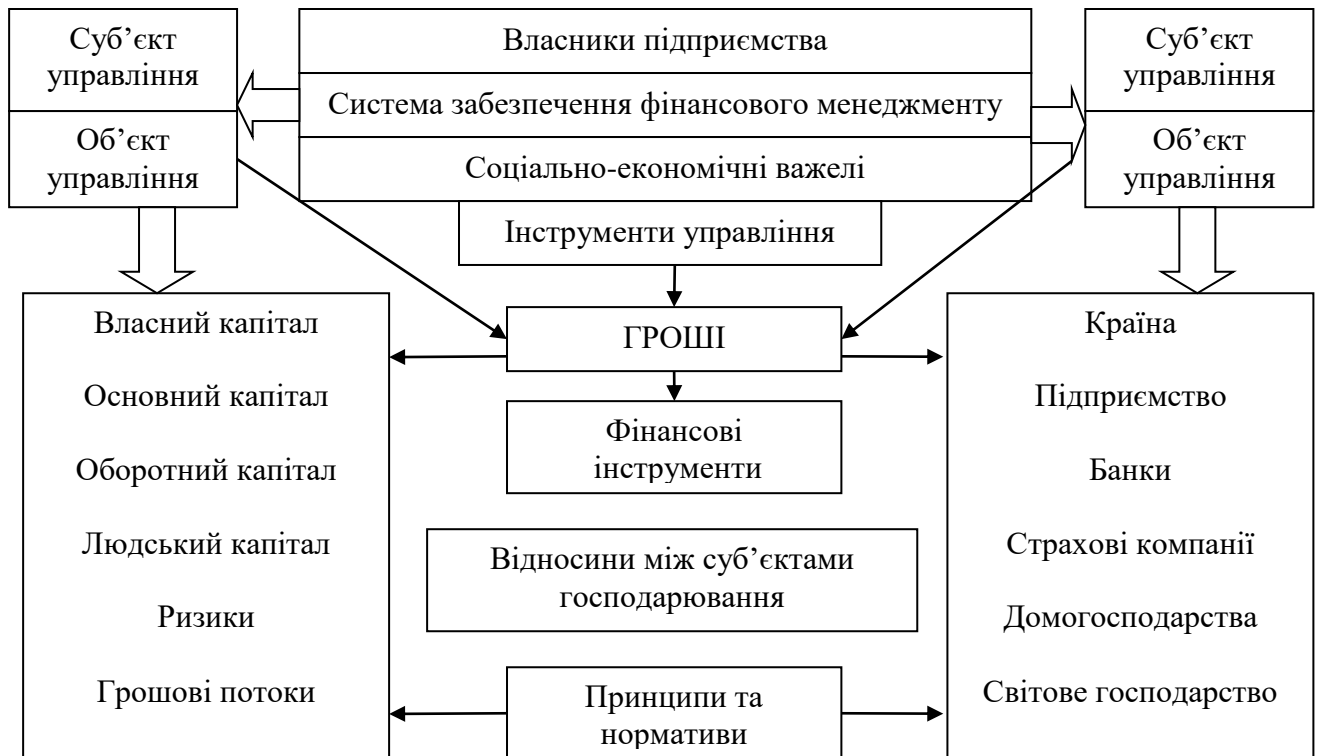 Суб’єкт
управління
Об’єкт
управління
Власники підприємства
Система забезпечення фінансового менеджменту
Соціально-економічні важелі
Інструменти управління
Суб’єкт
управління
Об’єкт
управління
Власний капітал
Основний капітал
Оборотний капітал
Людський капітал
Ризики
Грошові потоки
ГРОШІ
Фінансові
інструменти
Відносини між суб’єктами
господарювання
Принципи та
нормативи
Країна
Підприємство
Банки
Страхові компанії
Домогосподарства
Світове господарство